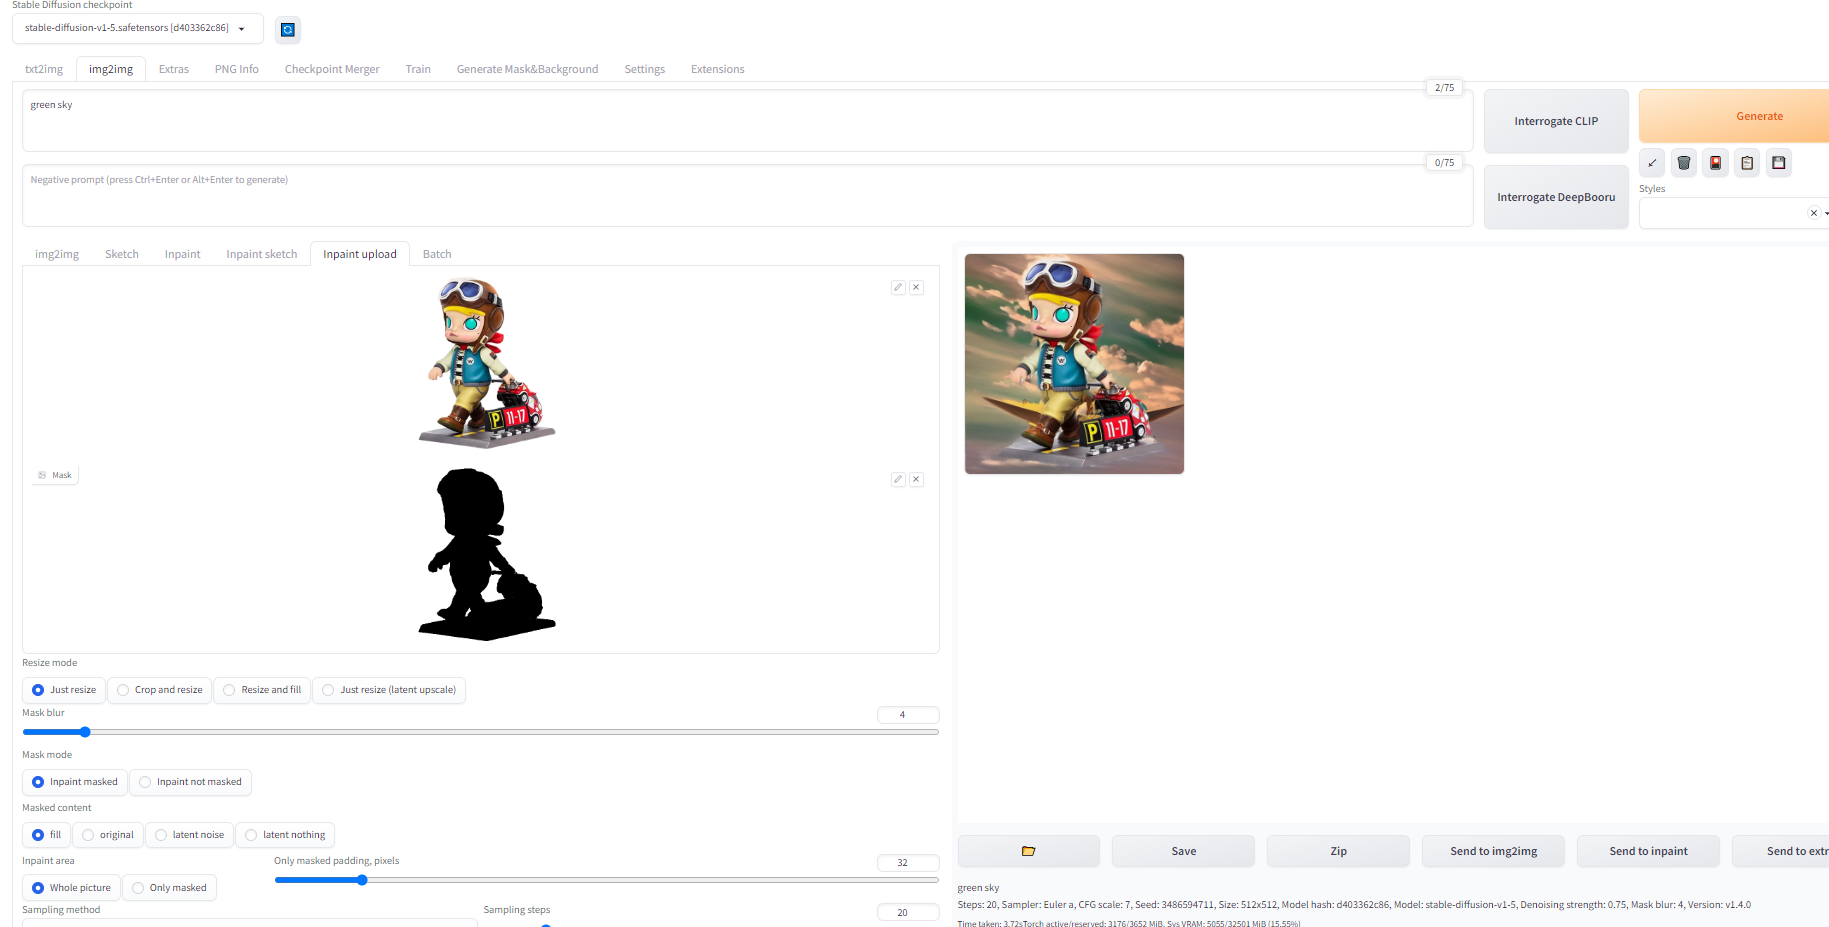 Stable Diffusion checkpoint
stable-diffusion-v1-5.safetensors [d403362c86]
txt2img img2img Extras PNG Info Checkpoint Merger Train Generate Mask&Background Settings Extensions
2/75
green sky
Interrogate CLIP
Generate
0/75
Negative prompt (press Ctrl+Enter or Alt+Enter to generate)
Interrogate DeepBooru
Styles
img2img Sketch Inpaint Inpaint sketch Inpaint upload Batch
P 11-17
P 11-17
Mask
Resize mode
Just resize Crop and resize Resize and fill Just resize (latent upscale)
Mask blur
4
Mask mode
Inpaint masked Inpaint not masked
Masked content
fill original latent noise latent nothing
Inpaint area
Only masked padding, pixels
32
Whole picture Only masked
Sampling method
Sampling steps
20
Save Zip Send to img2img Send to inpaint Send to extr
green sky
Steps: 20, Sampler: Euler a, CFG scale: 7, Seed: 3486594711, Size: 512x512, Model hash: d403362c86, Model: stable-diffusion-v1-5, Denoising strength: 0.75, Mask blur: 4, Version: v1.4.0
Time taken: 3.72sTorch active/reserved: 3176/3652 MiB, Sys VRAM: 5055/32501 MiB (15.55%)